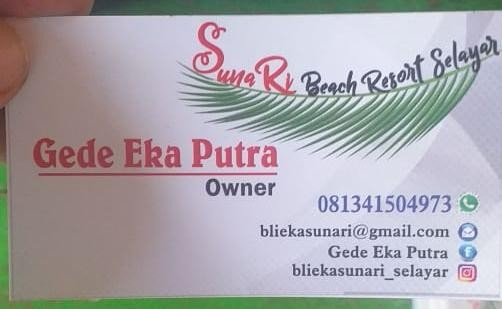 SunaRi Beach Resort Selayar
Gede Eka Putra
Owner
081341504973
bliekasunari@gmail.com
Gede Eka Putra
bliekasunari_selayar